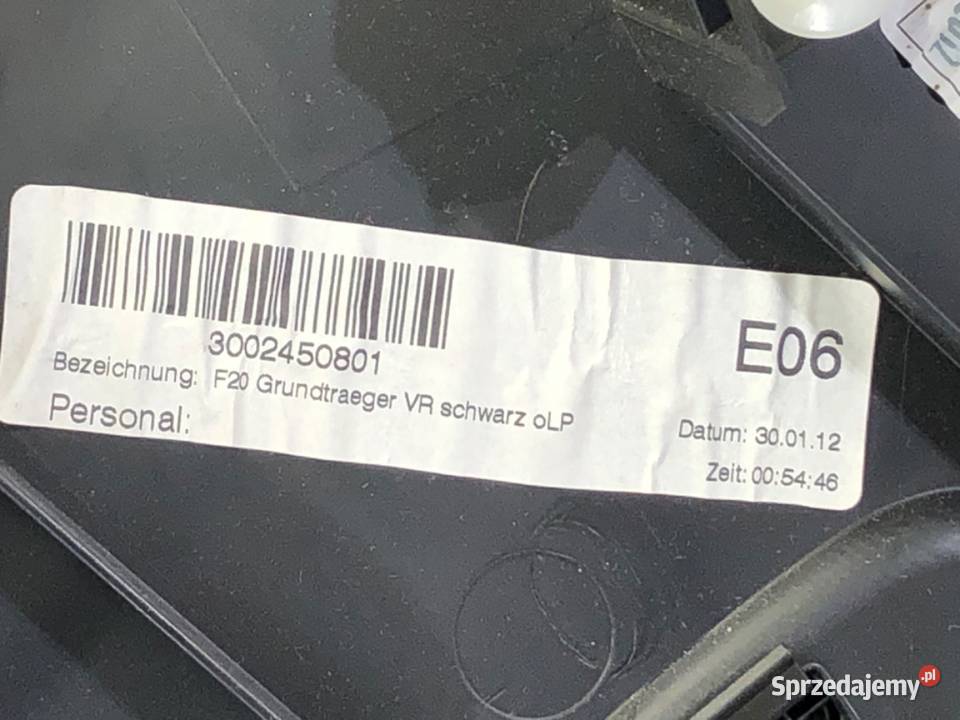 3002450801
E06
Bezeichnung: F20 Grundtraeger VR schwarz oLP
Personal:
Datum: 30.01.12
Zeit: 00:54:46
Sprzedajemy.pl